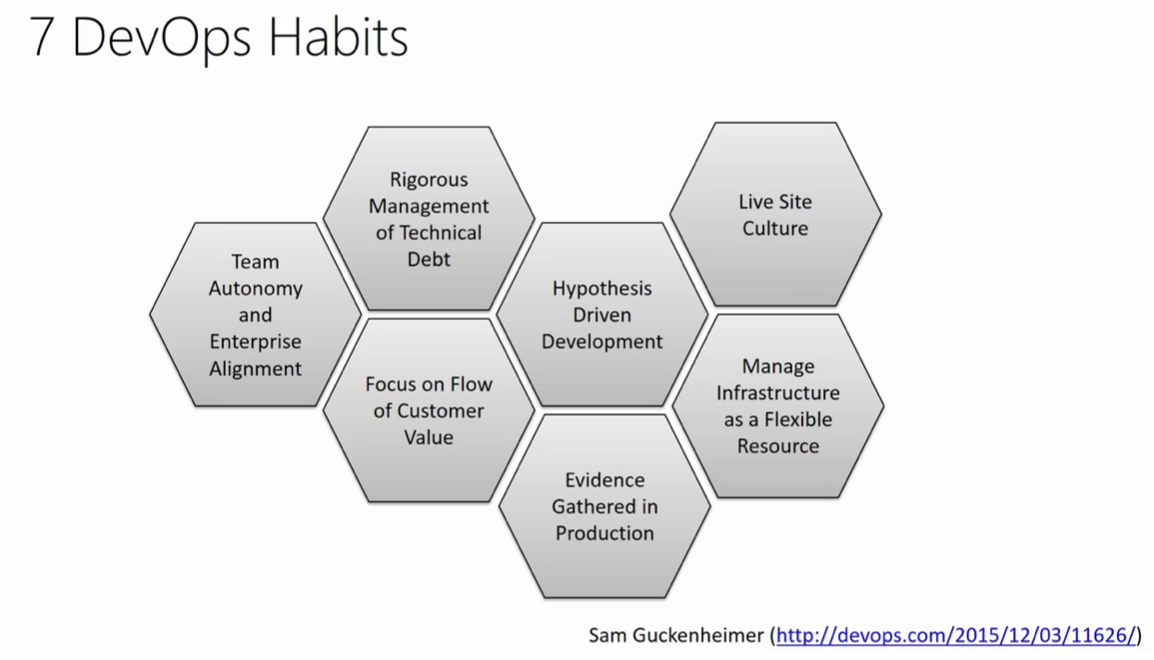 7 DevOps Habits
Rigorous
Management
of Technical
Debt
Live Site
Culture
Team
Autonomy
and
Enterprise
Alignment
Hypothesis
Driven
Development
Focus on Flow
of Customer
Value
Manage
Infrastructure
as a Flexible
Resource
Evidence
Gathered in
Production
Sam Guckenheimer (http://devops.com/2015/12/03/11626/)